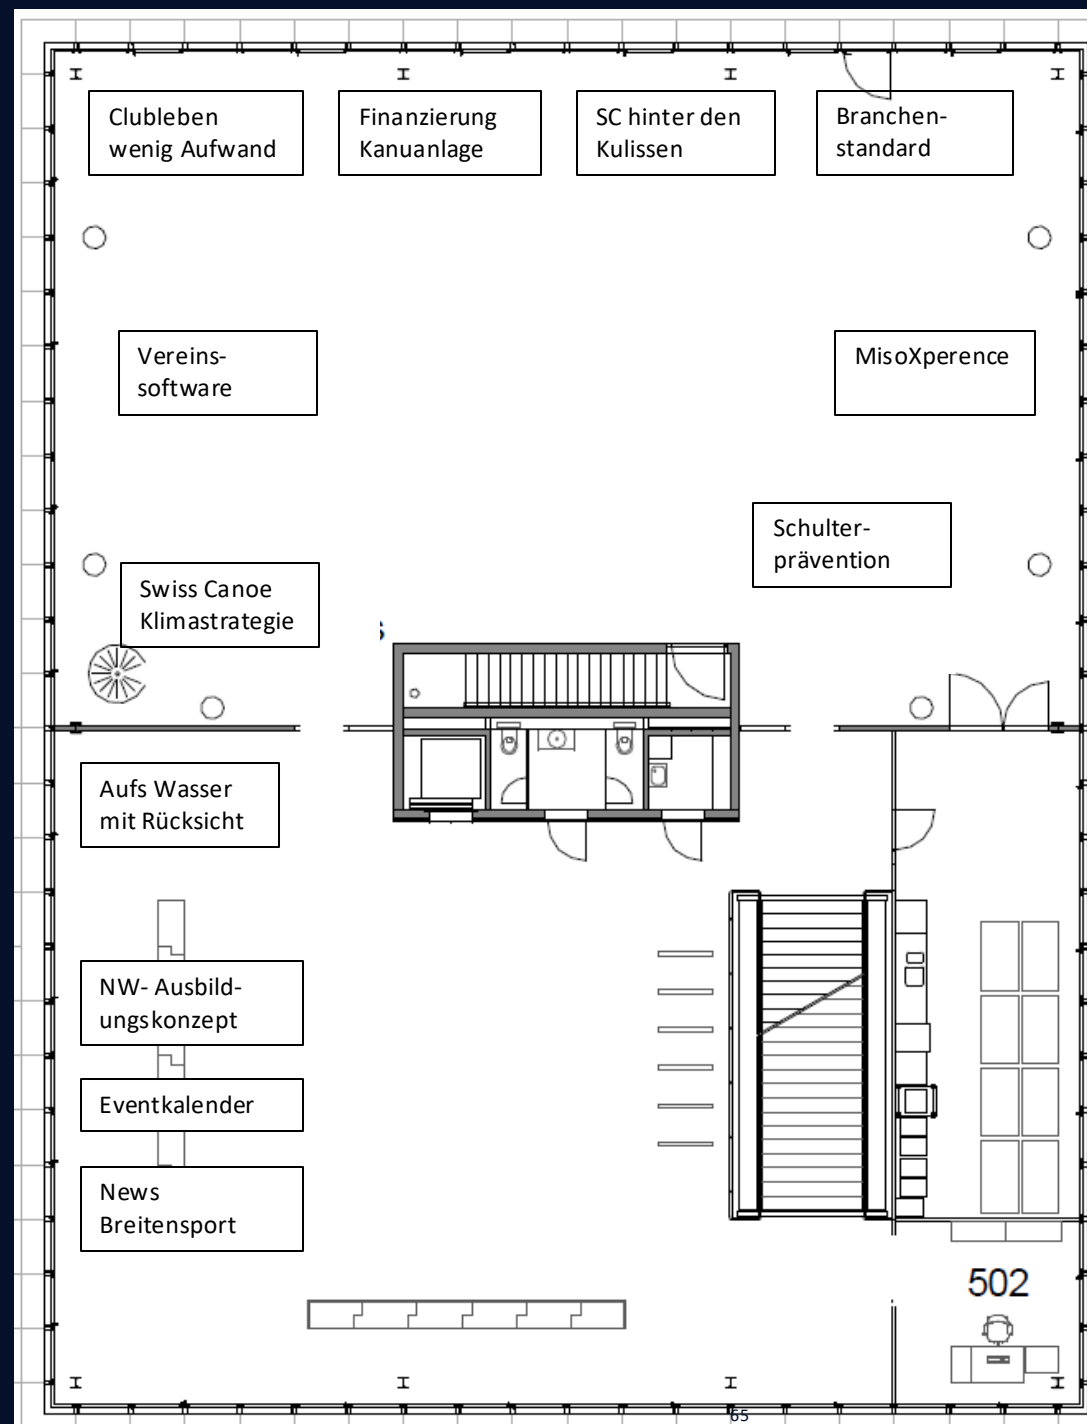 Clubleben
wenig Aufwand
Finanzierung
Kanuanlage
SC hinter den
Kulissen
Branchen-
standard
Vereins-
software
MisoXperence
Schulter-
prävention
Swiss Canoe
Klimastrategie
Aufs Wasser
mit Rücksicht
NW- Ausbild-
ungskonzept
Eventkalender
News
Breitensport
502
65